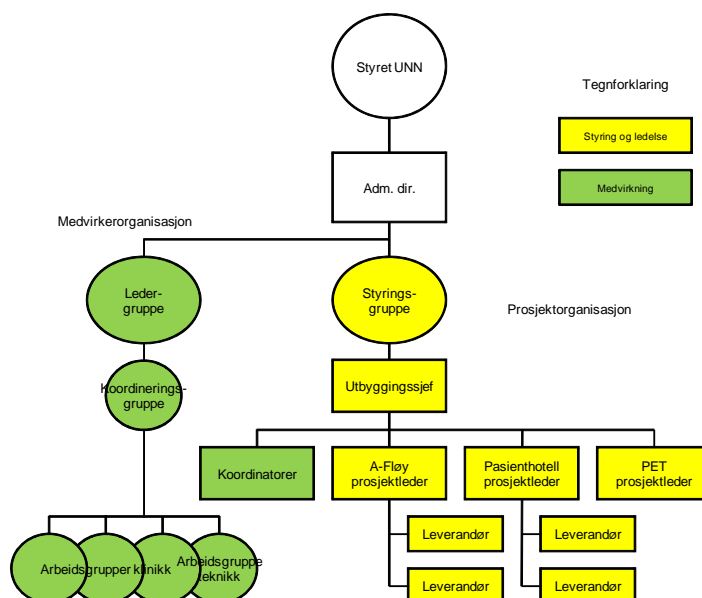 Styret UNN
Tegnforklaring
Styring og ledelse
Adm. dir.
Medvirkning
Medvirkerorganisasjon
Leder-
gruppe
Styrings-
gruppe
Prosjektorganisasjon
Koordinerings-
gruppe
Utbyggingssjef
Koordinatorer
A-Fløy
prosjektleder
Pasienthotell
prosjektleder
PET
prosjektleder
Leverandør
Leverandør
Arbeidsgrupper klinikk
Arbeidsgruppe
teknikk
Leverandør
Leverandør